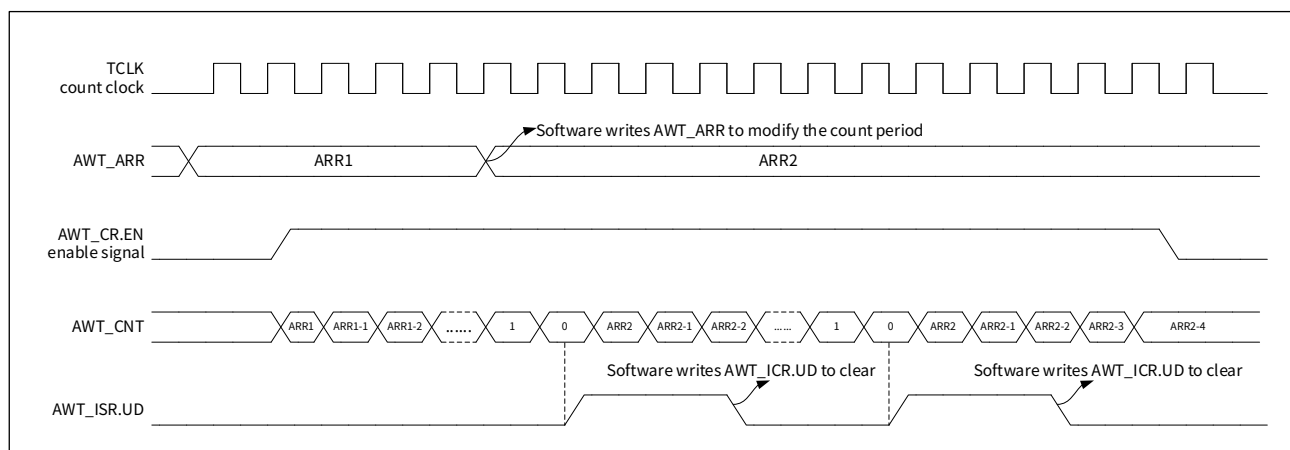 TCLK
count clock
Software writes AWT_ARR to modify the count period
AWT_ARR
ARR1
ARR2
AWT_CR.EN
enable signal
AWT_CNT
ARR1 ARR1-1 ARR1-2 ...... 1 0 ARR2 ARR2-1 ARR2-2 ...... 1 0 ARR2 ARR2-1 ARR2-2 ARR2-3 ARR2-4
Software writes AWT_ICR.UD to clear
Software writes AWT_ICR.UD to clear
AWT_ISR.UD